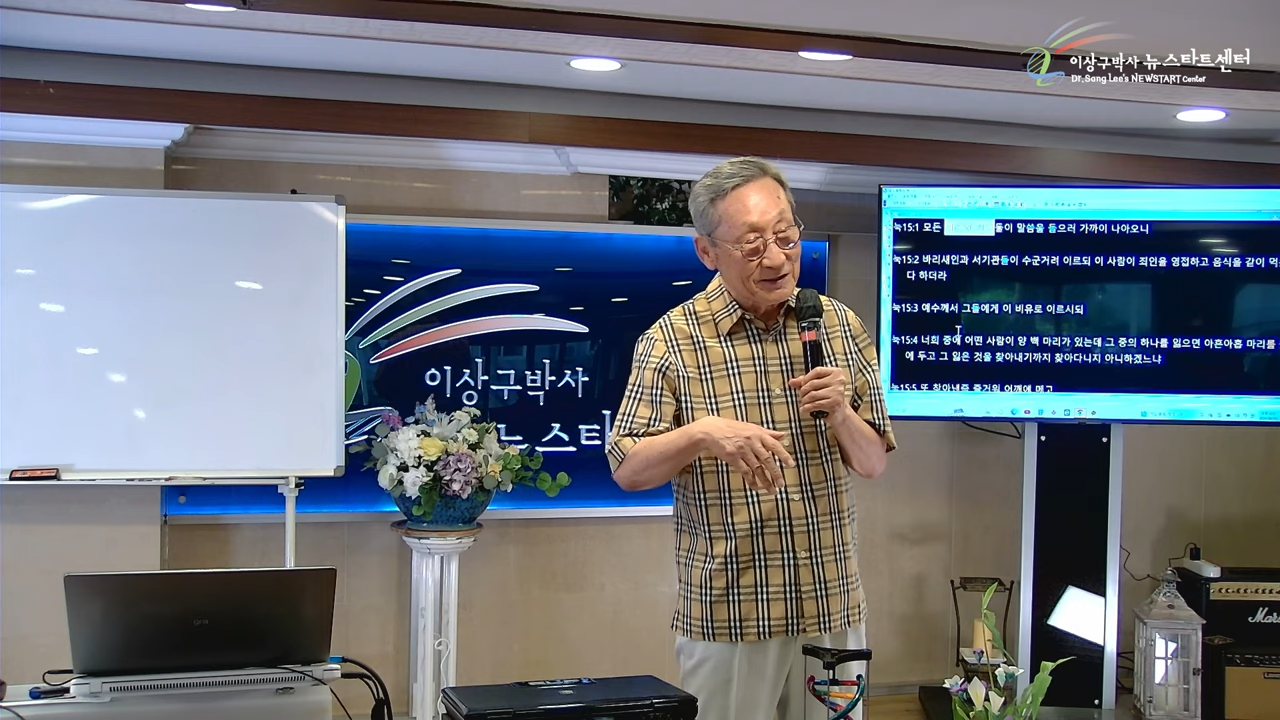 이상구박사 뉴스타트센터
Dr. Sang Lee's NEWSTART Center
눅15:1 모든 들이 말씀을 들으러 가까이 나아오니
눅15:2 바리새인과 서기관들이 수군거려 이르되 이 사람이 죄인을 영접하고 음식을 같이 먹
다 하더라
눅15:3 예수께서 그들에게 이 비유로 이르시되
눅15:4 너희 중에 어떤 사람이 양 백 마리가 있는데 그 중의 하나를 잃으면 아흔아홉 마리를
에 두고 그 잃은 것을 찾아내기까지 찾아다니지 아니하겠느냐
눅15:5 또 찾아낸즉 즐거워 어깨에 메고
이상구박사
뉴스타
gram
Mars